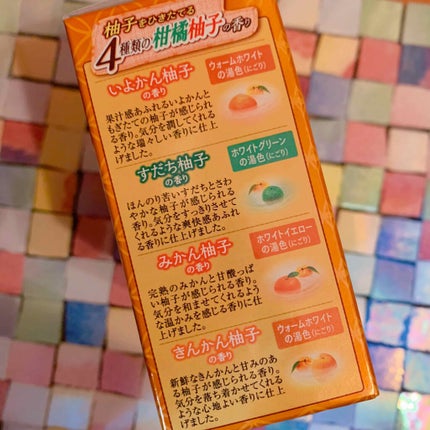 柚子をひきたてる
4種類の柑橘柚子の香り
いよかん柚子
の香り
ウォームホワイト
の湯色(にごり)
果汁感あふれるいよかんと
もぎたての柚子が感じられ
る香り。気分を潤してくれる
ような瑞々しい香りに仕上
げました。
すだち柚子
の香り
ホワイトグリーン
の湯色(にごり)
ほんのり苦いすだちとさわ
やかな柚子が感じられる
香り。気分をすっきりさせて
くれるような爽快感あふれ
る香りに仕上げました。
みかん柚子
の香り
ホワイトイエロー
の湯色(にごり)
完熟のみかんと甘酸っぱ
い柚子が感じられる香り。
気分を和ませてくれるよう
な温かみを感じる香りに仕
上げました。
きんかん柚子
の香り
ウォームホワイト
の湯色(にごり)
新鮮なきんかんと甘みのあ
る柚子が感じられる香り。
気分を落ち着かせてくれる
ような心地よい香りに仕上
げました。